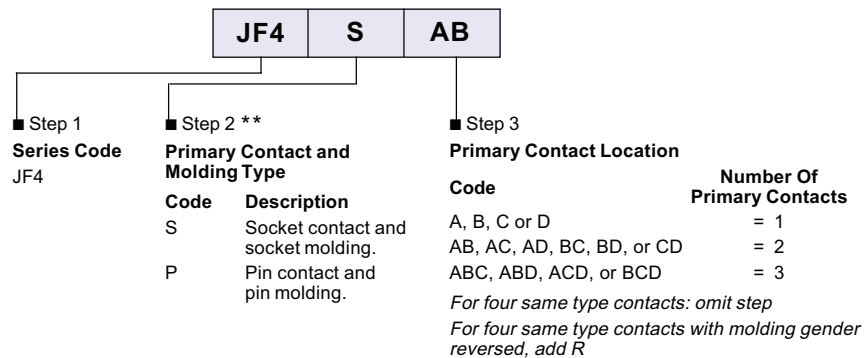 JF4 S AB
■ Step 1
Series Code
JF4
■ Step 2 **
Primary Contact and
Molding Type
Code Description
S Socket contact and
socket molding.
P Pin contact and
pin molding.
■ Step 3
Primary Contact Location
Code Number Of
Primary Contacts
A, B, C or D = 1
AB, AC, AD, BC, BD, or CD = 2
ABC, ABD, ACD, or BCD = 3
For four same type contacts: omit step
For four same type contacts with molding gender
reversed, add R